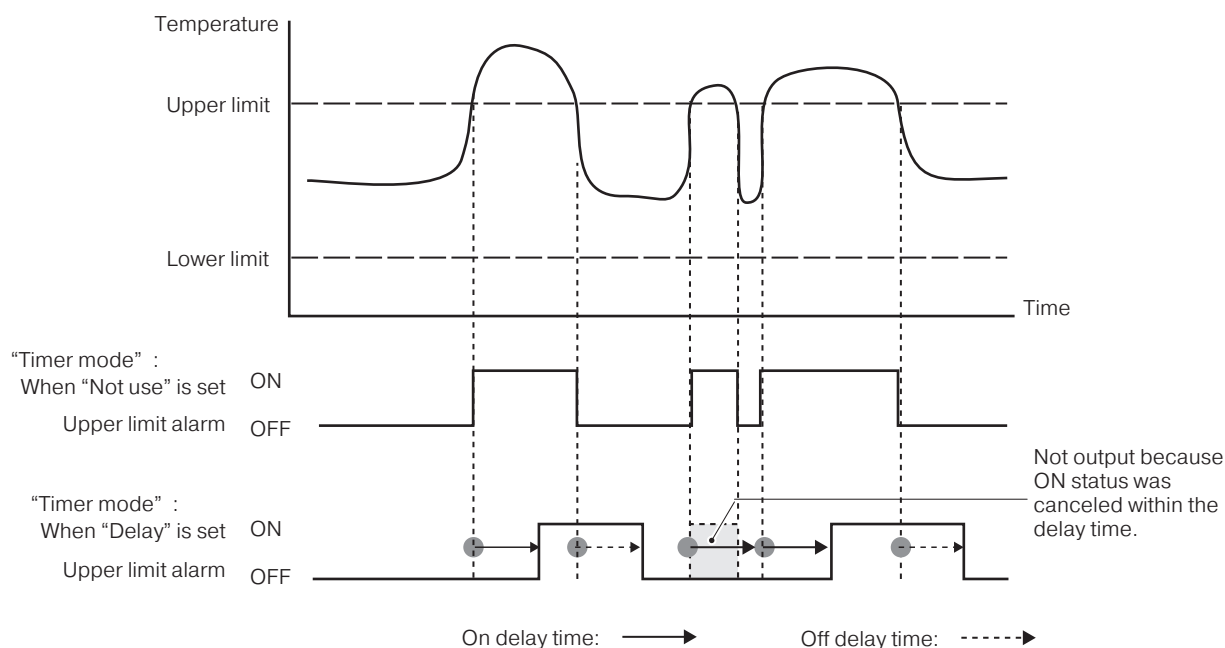 Temperature
Upper limit
Lower limit
Time
“Timer mode” :
When “Not use” is set
ON
Upper limit alarm
OFF
Not output because
ON status was
canceled within the
delay time.
“Timer mode” :
When “Delay” is set
ON
Upper limit alarm
OFF
On delay time:
Off delay time: